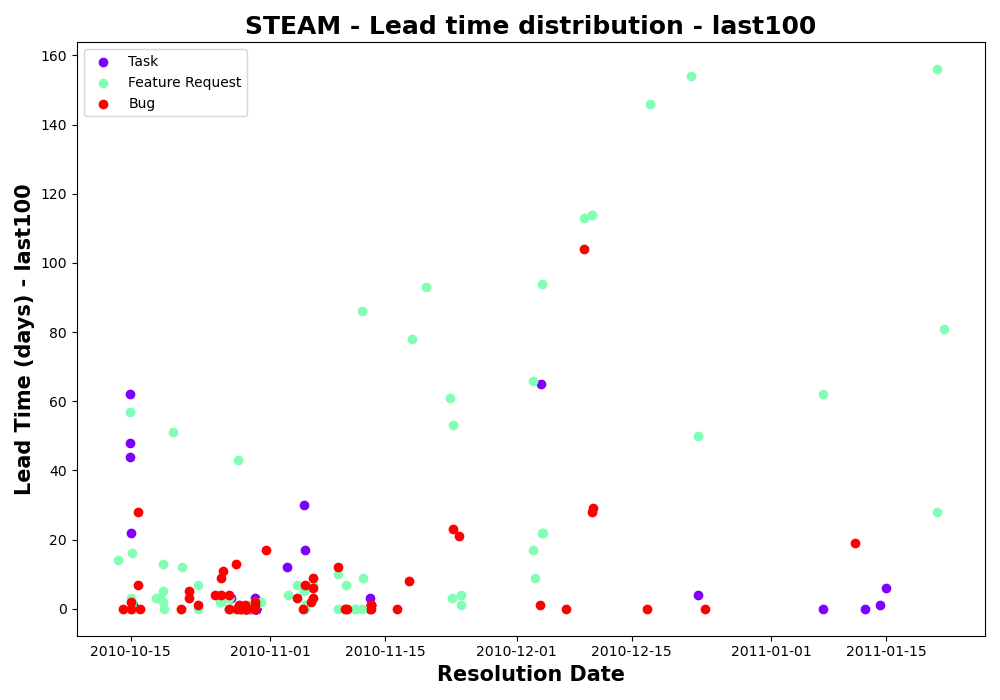 STEAM - Lead time distribution - last100
Task
Feature Request
Bug
Lead Time (days) - last100
160
140
120
100
80
60
40
20
0
2010-10-15 2010-11-01 2010-11-15 2010-12-01 2010-12-15 2011-01-01 2011-01-15
Resolution Date